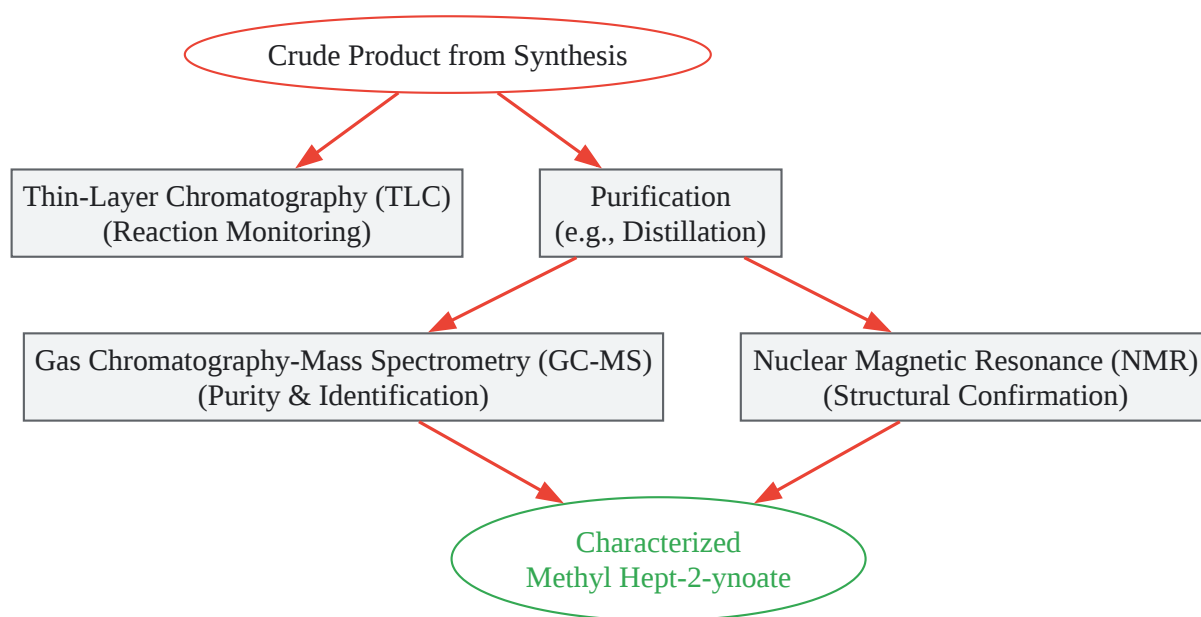 Crude Product from Synthesis
Thin-Layer Chromatography (TLC)
(Reaction Monitoring)
Purification
(e.g., Distillation)
Gas Chromatography-Mass Spectrometry (GC-MS)
(Purity & Identification)
Nuclear Magnetic Resonance (NMR)
(Structural Confirmation)
Characterized
Methyl Hept-2-ynoate